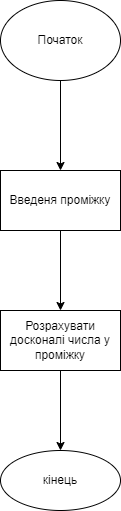 Початок
Введеня проміжку
Розрахувати
досконалі числа у
проміжку
кінець